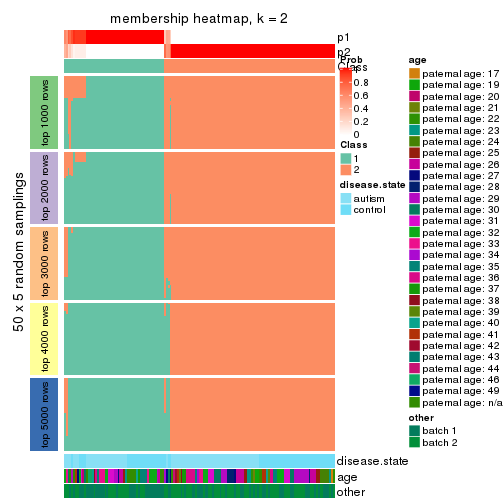 membership heatmap, k = 2
p1
p2
Class
50 x 5 random samplings
top 1000 rows
top 2000 rows
top 3000 rows
top 4000 rows
top 5000 rows
disease.state
age
other
Prob
1
0.8
0.6
0.4
0.2
0
Class
1
2
disease.state
autism
control
age
paternal age: 17
paternal age: 19
paternal age: 20
paternal age: 21
paternal age: 22
paternal age: 23
paternal age: 24
paternal age: 25
paternal age: 26
paternal age: 27
paternal age: 28
paternal age: 29
paternal age: 30
paternal age: 31
paternal age: 32
paternal age: 33
paternal age: 34
paternal age: 35
paternal age: 36
paternal age: 37
paternal age: 38
paternal age: 39
paternal age: 40
paternal age: 41
paternal age: 42
paternal age: 43
paternal age: 44
paternal age: 46
paternal age: 49
paternal age: n/a
other
batch 1
batch 2